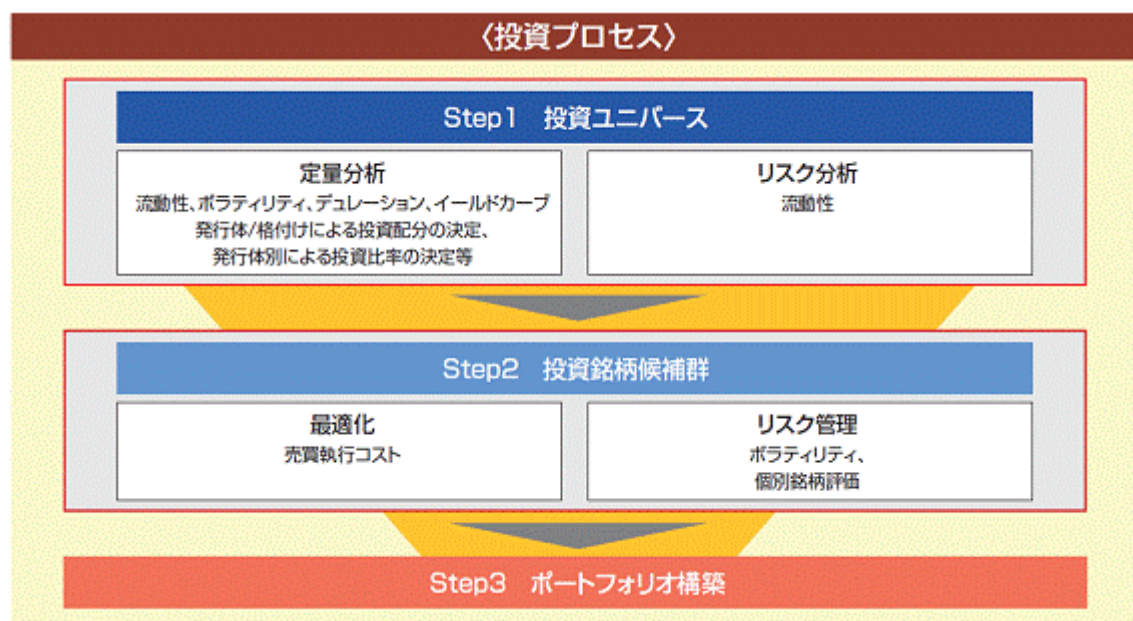 〈投資プロセス〉
Step1　投資ユニバース
定量分析
流動性、ボラティリティ、デュレーション、イールドカーブ
発行体/格付けによる投資配分の決定、
発行体別による投資比率の決定等
リスク分析
流動性
Step2　投資銘柄候補群
最適化
売買執行コスト
リスク管理
ボラティリティ、
個別銘柄評価
Step3　ポートフォリオ構築